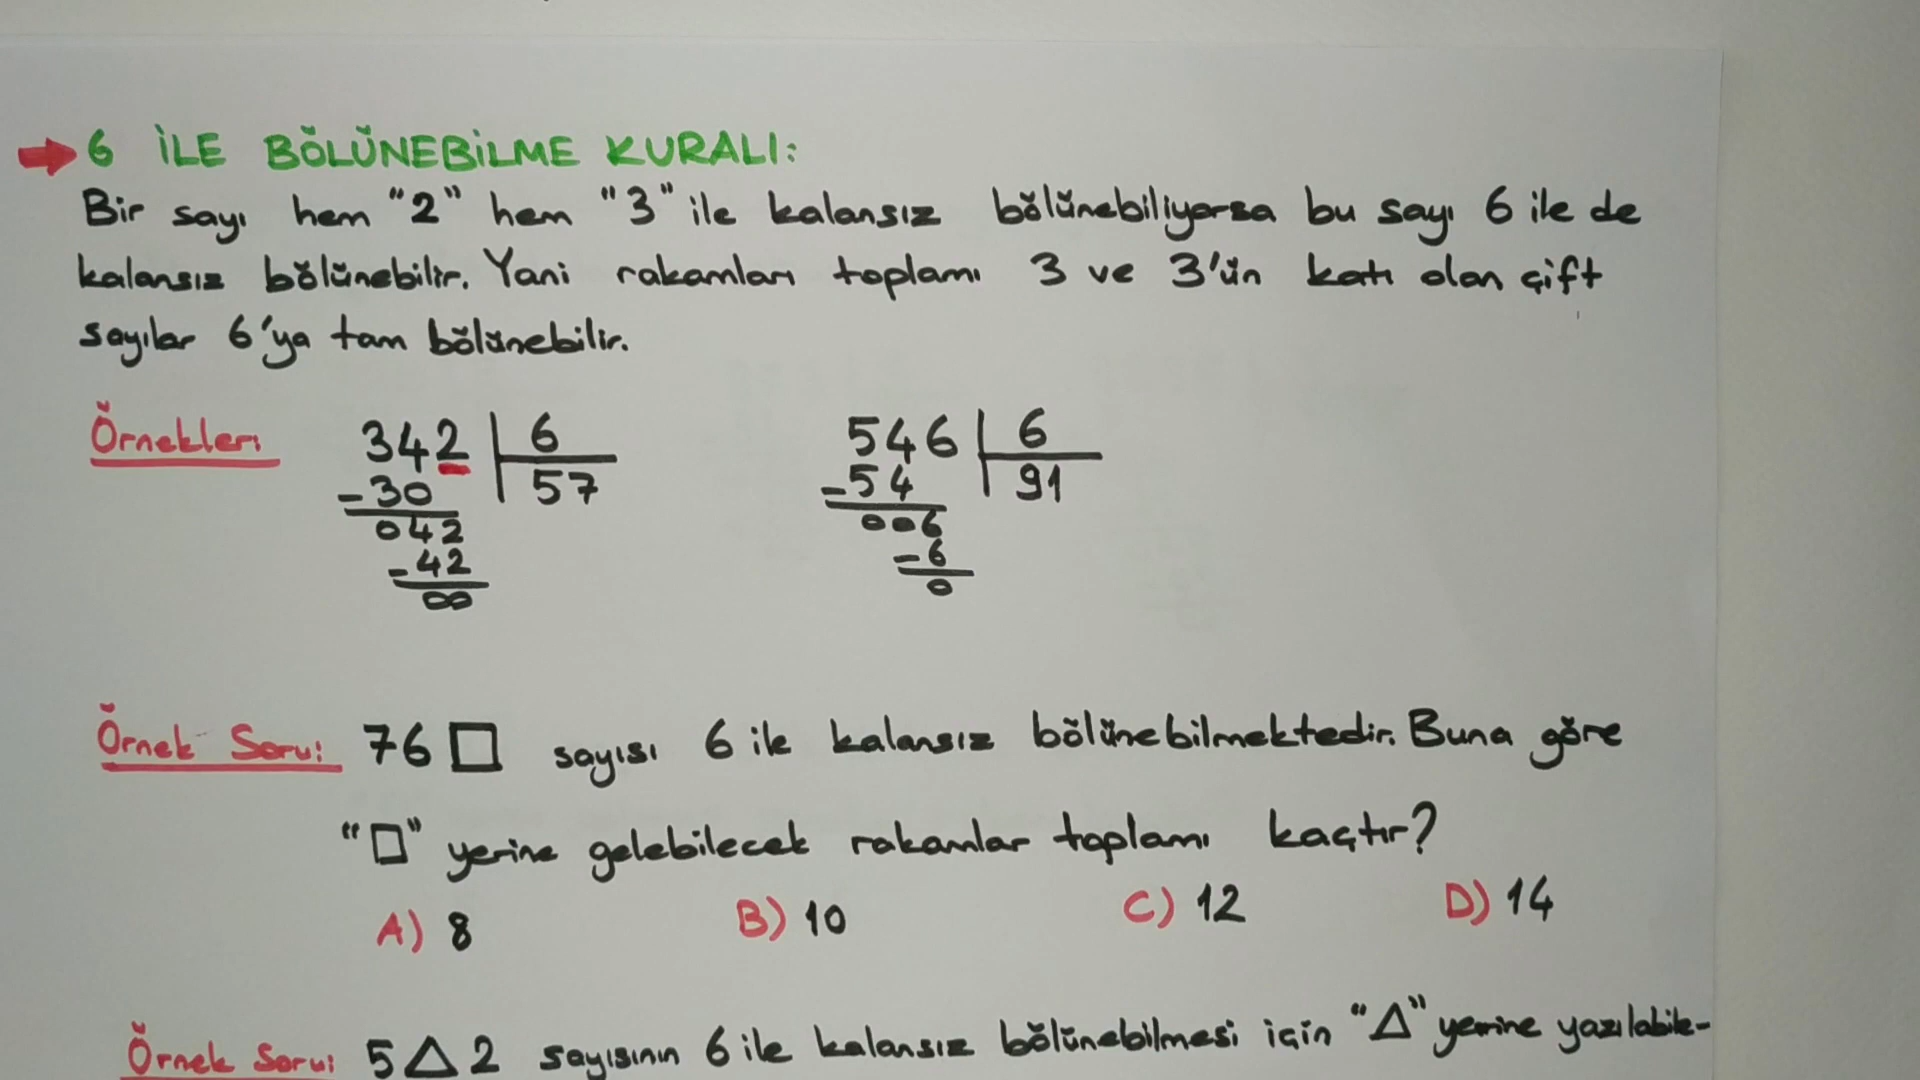 6 İLE BÖLÜNEBİLME KURALI:
Bir sayı hem "2" hem "3" ile kalansız bölünebiliyorsa bu sayı 6 ile de
kalansız bölünebilir. Yani rakamları toplamı 3 ve 3'ün katı olan çift
sayılar 6'ya tam bölünebilir.
Örnekler:
342 6
-30 57
042
-42
00
546 6
-54 91
006
-6
0
Örnek Soru: 76□ sayısı 6 ile kalansız bölünebilmektedir. Buna göre
"□" yerine gelebilecek rakamlar toplamı kaçtır?
A) 8 B) 10 C) 12 D) 14
Örnek Soru: 5△2 sayısının 6 ile kalansız bölünebilmesi için "△" yerine yazılabile-